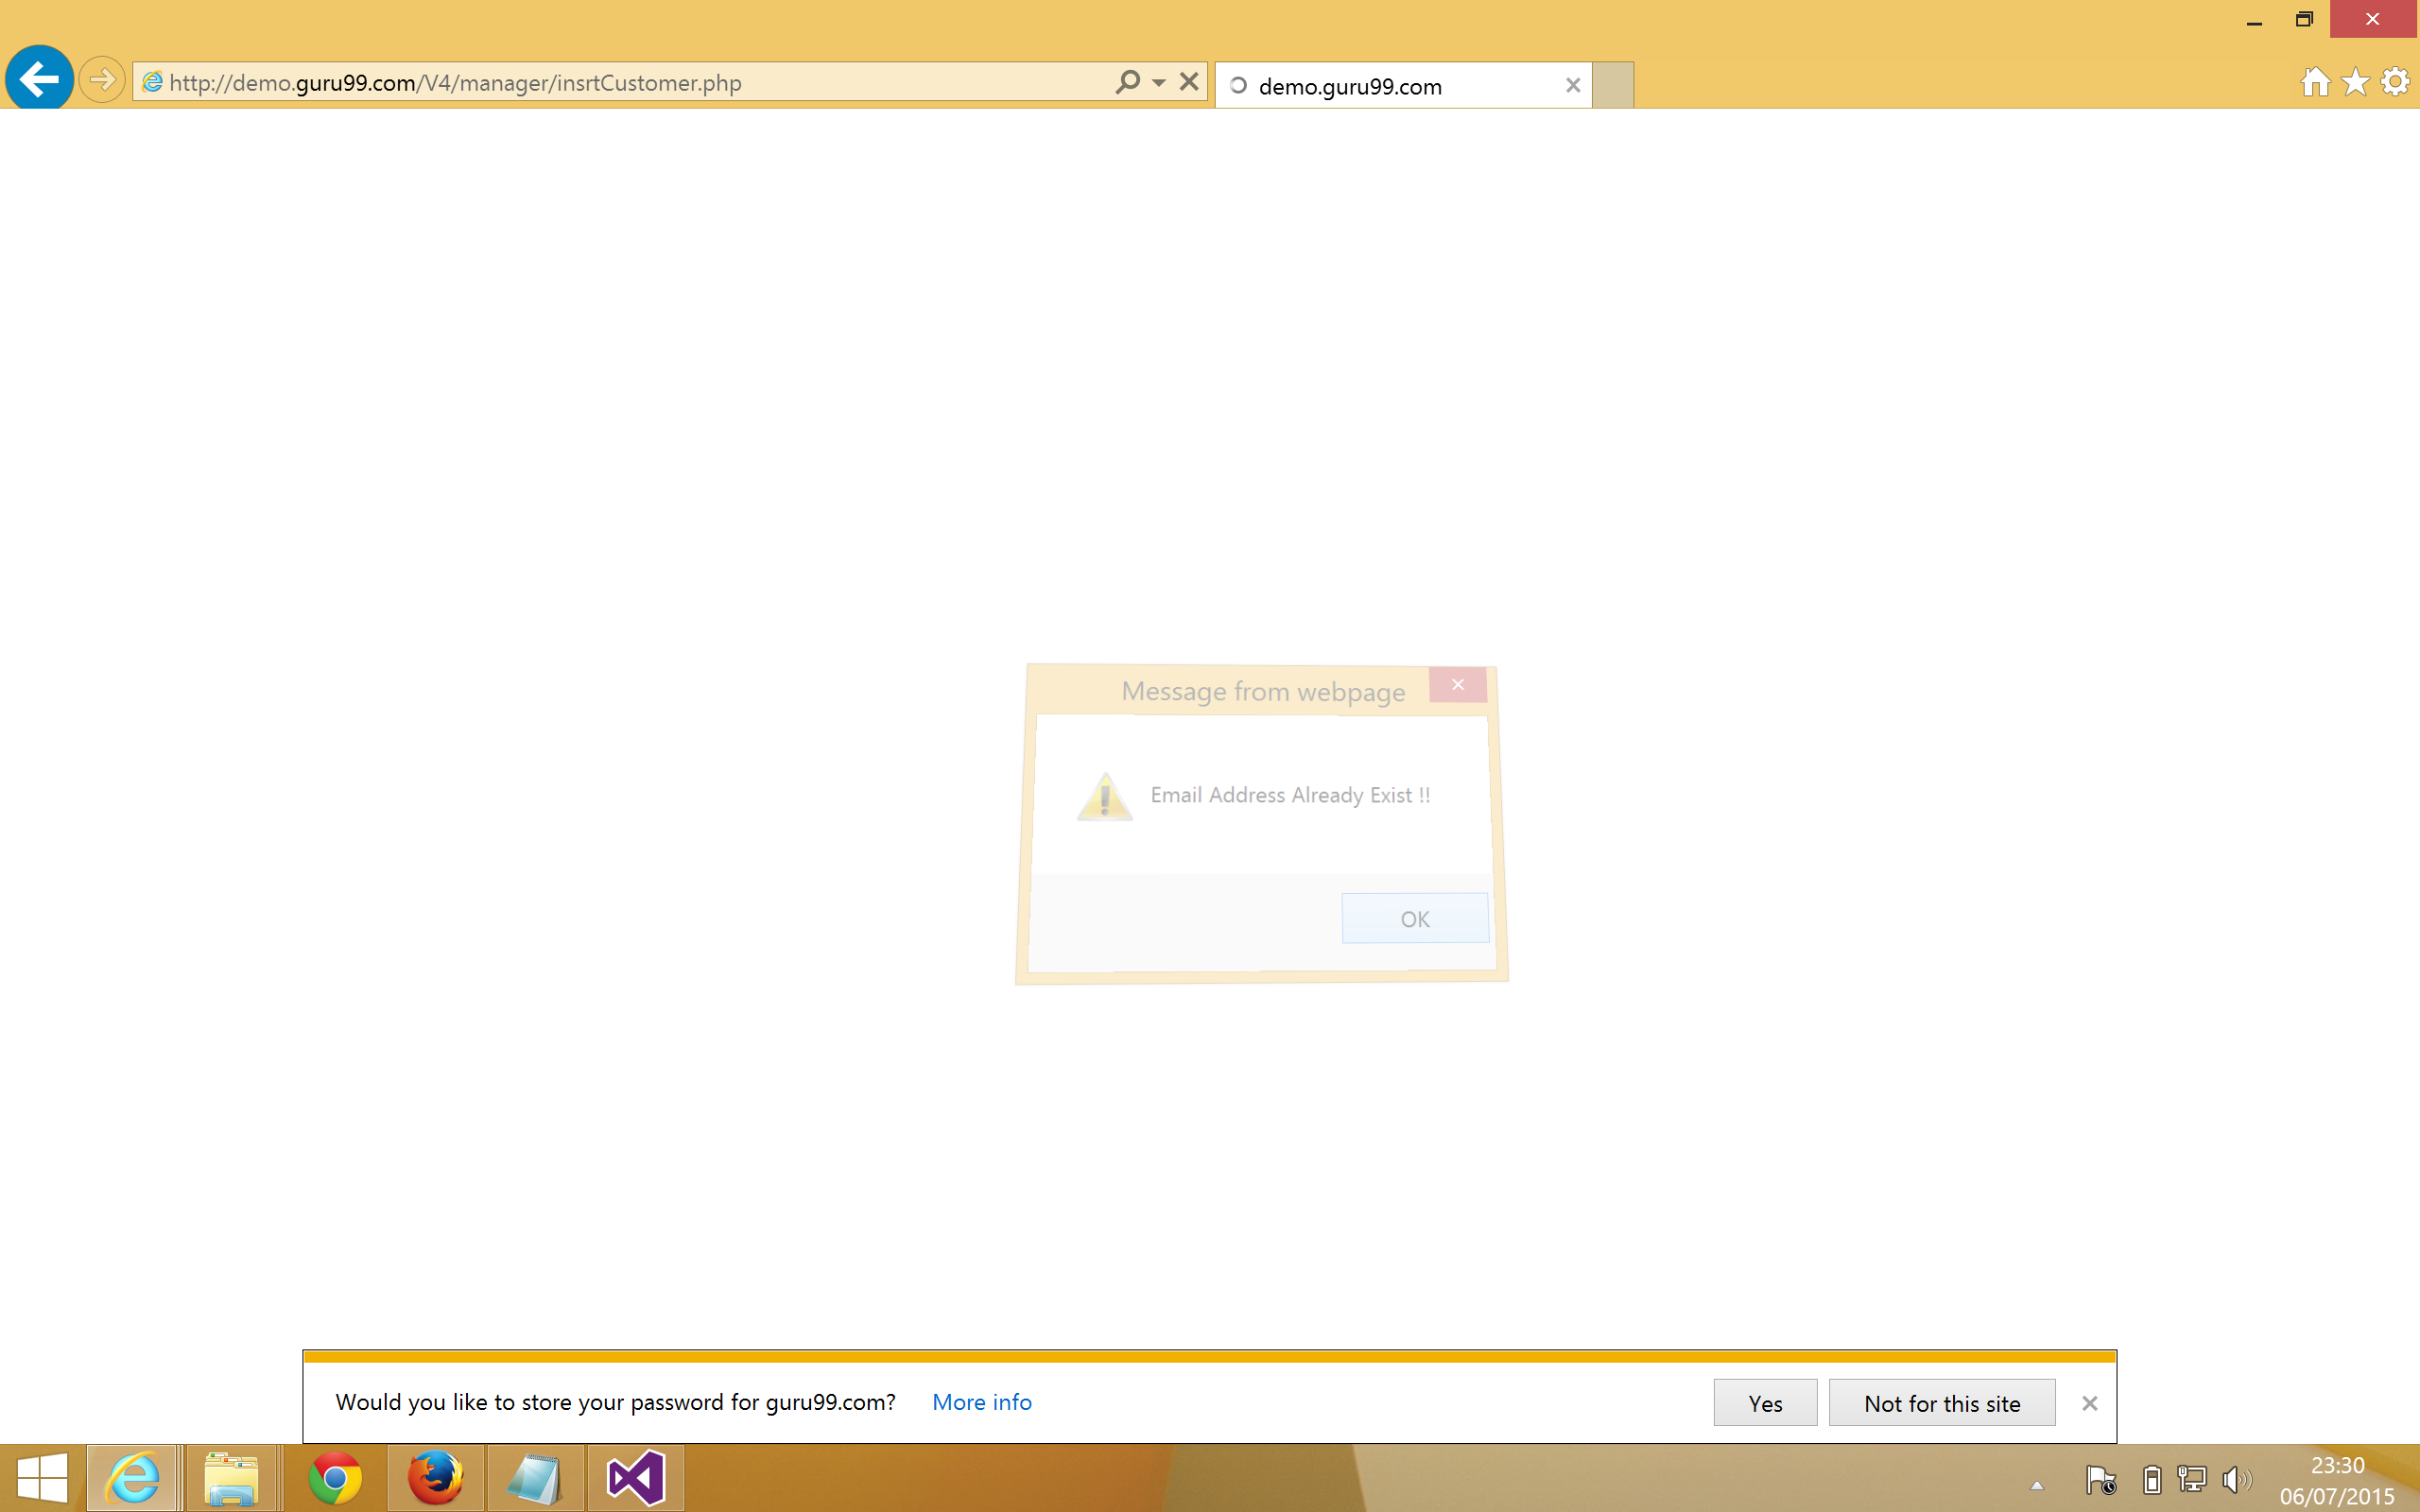 http://demo.guru99.com/V4/manager/insrtCustomer.php
demo.guru99.com
Message from webpage
Email Address Already Exist !!
OK
Would you like to store your password for guru99.com? More info Yes Not for this site
23:30
06/07/2015